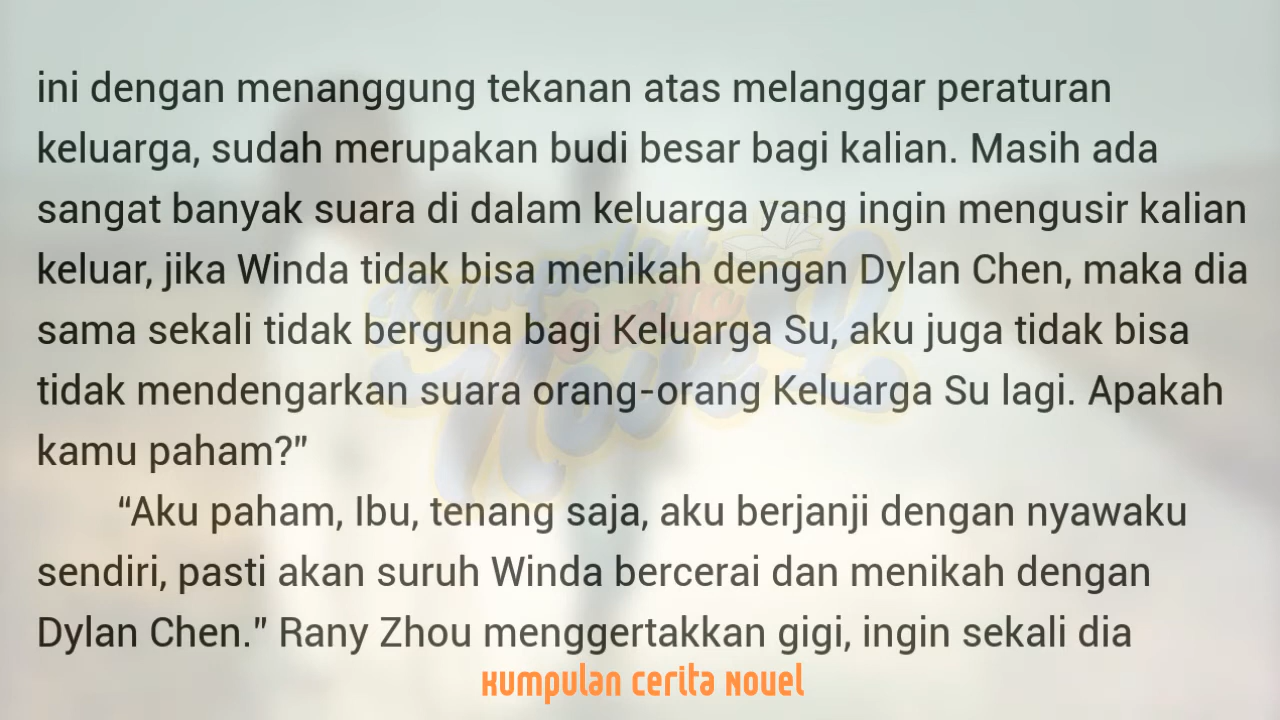 ini dengan menanggung tekanan atas melanggar peraturan
keluarga, sudah merupakan budi besar bagi kalian. Masih ada
sangat banyak suara di dalam keluarga yang ingin mengusir kalian
keluar, jika Winda tidak bisa menikah dengan Dylan Chen, maka dia
sama sekali tidak berguna bagi Keluarga Su, aku juga tidak bisa
tidak mendengarkan suara orang-orang Keluarga Su lagi. Apakah
kamu paham?”
“Aku paham, Ibu, tenang saja, aku berjanji dengan nyawaku
sendiri, pasti akan suruh Winda bercerai dan menikah dengan
Dylan Chen.” Rany Zhou menggertakkan gigi, ingin sekali dia
Kumpulan Cerita Novel